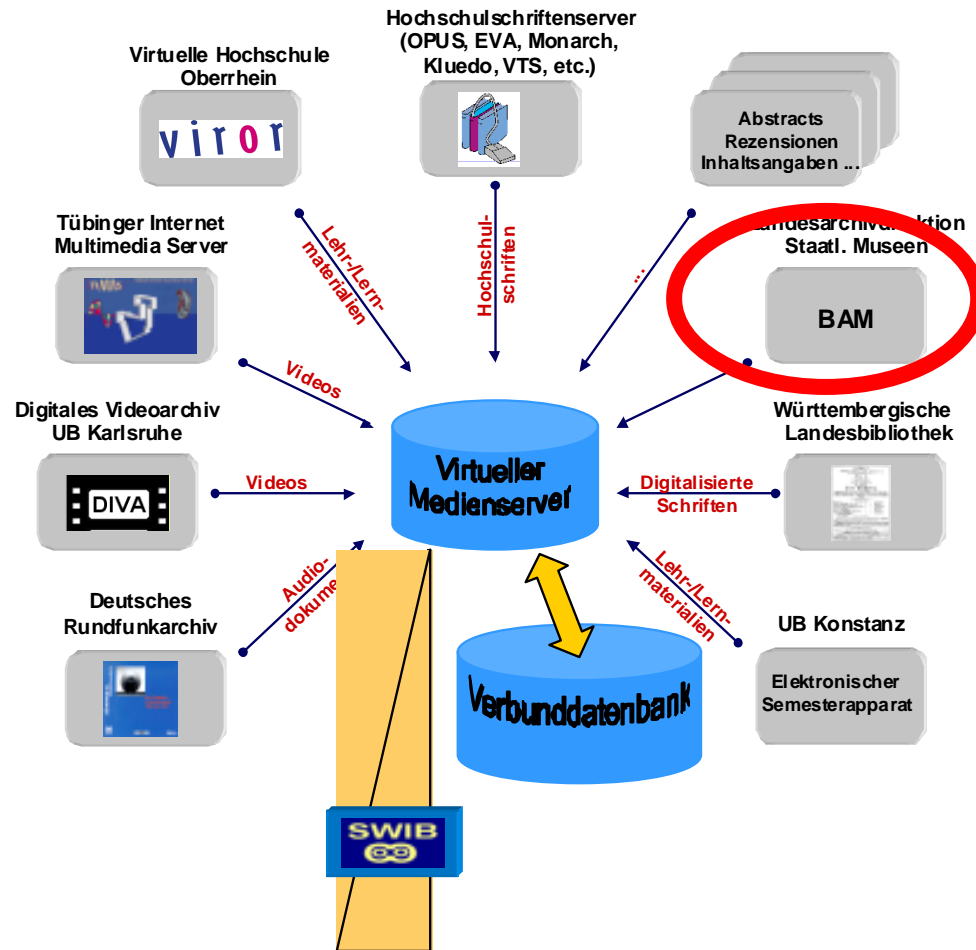 Hochschulschriftenserver
(OPUS, EVA, Monarch,
Kluedo, VTS, etc.)
Virtuelle Hochschule
Oberrhein
viror
Abstracts
Rezensionen
Inhaltsangaben ...
Tübinger Internet
Multimedia Server
Lehr-/Lern-
materialien
Hochschul-
schriften
...
Staatl. Museen
BAM
Videos
Digitales Videoarchiv
UB Karlsruhe
DIVA
Videos
Virtueller
Medienserver
Württembergische
Landesbibliothek
Digitalisierte
Schriften
Deutsches
Rundfunkarchiv
Audio-
Lehr-/Lern-
materialien
Verbunddatenbank
UB Konstanz
Elektronischer
Semesterapparat
SWIB